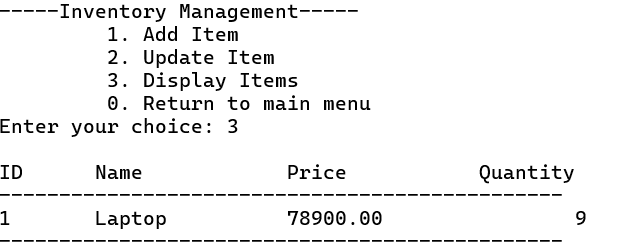 -----Inventory Management-----
1. Add Item
2. Update Item
3. Display Items
0. Return to main menu
Enter your choice: 3
ID Name Price Quantity
-----------------------------------------------
1 Laptop 78900.00 9
-----------------------------------------------